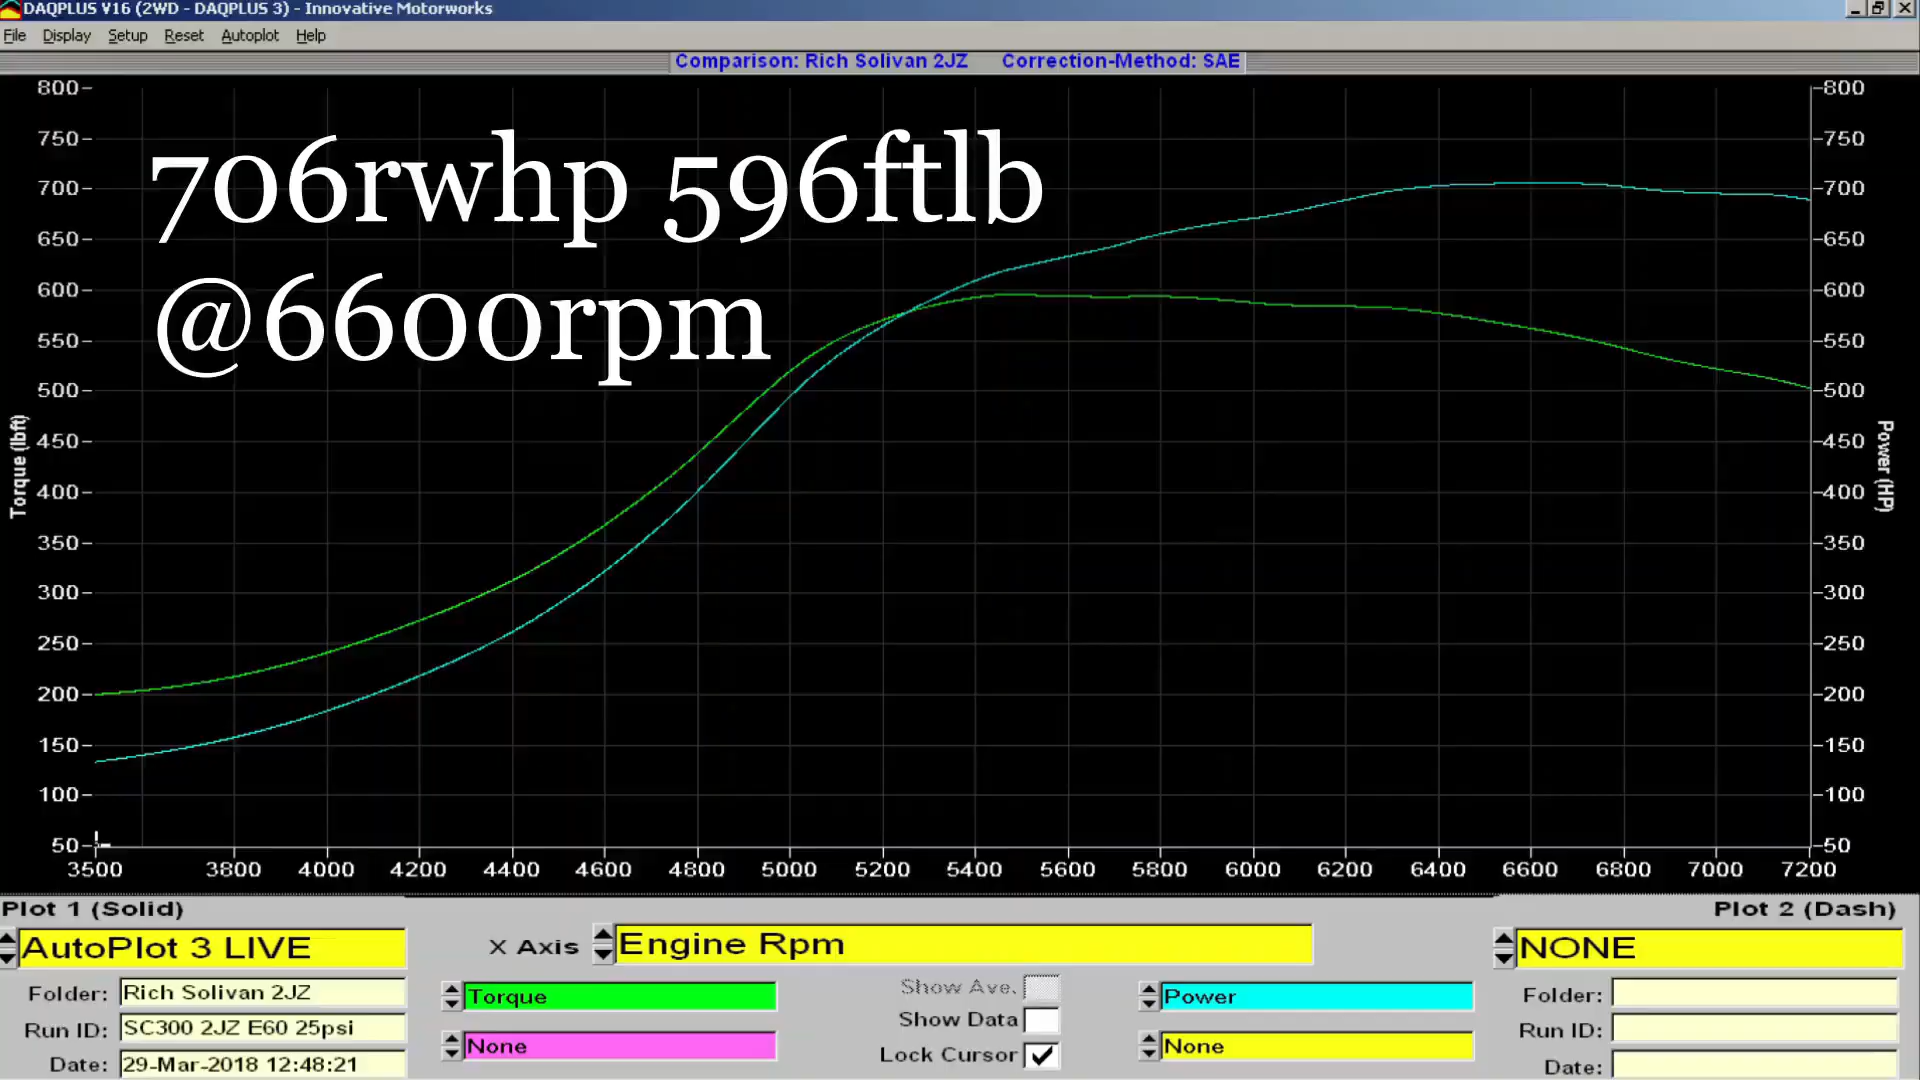 DAQPLUS V16 (2WD - DAQPLUS 3) - Innovative Motorworks
File Display Setup Reset Autoplot Help
Comparison: Rich Solivan 2JZ Correction-Method: SAE
706rwhp 596ftlb
@6600rpm
800 800
750 750
700 700
650 650
600 600
550 550
500 500
450 450
400 400
350 350
300 300
250 250
200 200
150 150
100 100
50 50
Torque (lbft)
Power (HP)
3500 3800 4000 4200 4400 4600 4800 5000 5200 5400 5600 5800 6000 6200 6400 6600 6800 7000 7200
Plot 1 (Solid) Plot 2 (Dash)
AutoPlot 3 LIVE X Axis Engine Rpm NONE
Folder: Rich Solivan 2JZ Torque Show Ave. Power Folder:
Run ID: SC300 2JZ E60 25psi Show Data Run ID:
None Lock Cursor None
Date: 29-Mar-2018 12:48:21 Date: